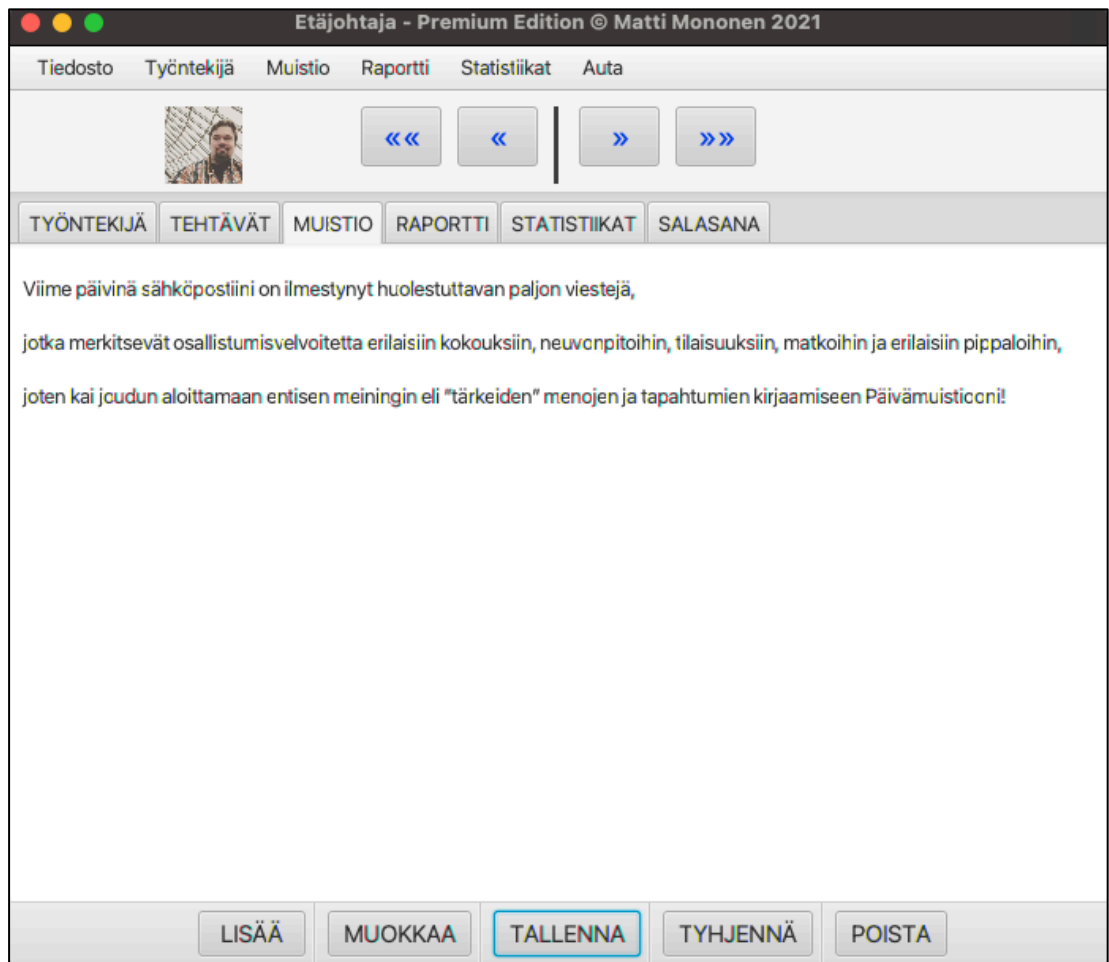 Etäjohtaja - Premium Edition © Matti Mononen 2021
Tiedosto Työntekijä Muistio Raportti Statistiikat Auta
«« « » »»
TYÖNTEKIJÄ TEHTÄVÄT MUISTIO RAPORTTI STATISTIIKAT SALASANA
Viime päivinä sähköpostiini on ilmestynyt huolestuttavan paljon viestejä,
jotka merkitsevät osallistumisvelvoitetta erilaisiin kokouksiin, neuvonpitoihin, tilaisuuksiin, matkoihin ja erilaisiin pippaloihin,
joten kai joudun aloittamaan entisen meiningin eli "tärkeiden" menojen ja tapahtumien kirjaamiseen Päivämuistiooni!
LISÄÄ MUOKKAA TALLENNA TYHJENNÄ POISTA